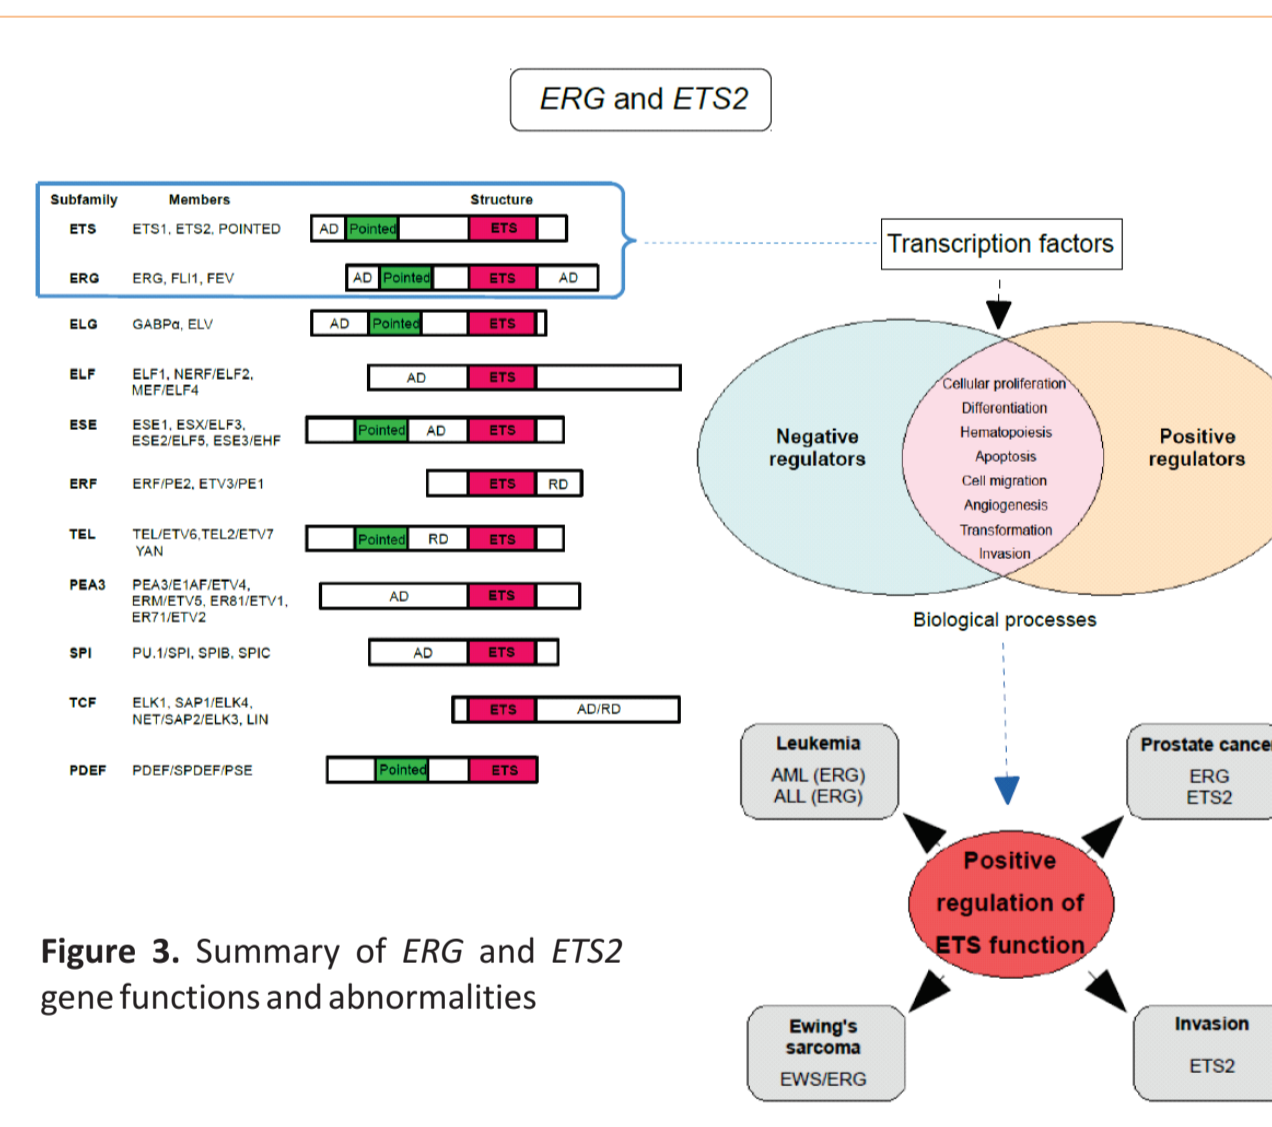 ERG and ETS2
Subfamily Members Structure
ETS ETS1, ETS2, POINTED AD Pointed ETS
ERG ERG, FLI1, FEV AD Pointed ETS AD
ELG GABPα, ELV AD Pointed ETS
ELF ELF1, NERF/ELF2, AD ETS
MEF/ELF4
ESE ESE1, ESX/ELF3, Pointed AD ETS
ESE2/ELF5, ESE3/EHF
ERF ERF/PE2, ETV3/PE1 ETS RD
TEL TEL/ETV6,TEL2/ETV7 Pointed RD ETS
YAN
PEA3 PEA3/E1AF/ETV4, AD ETS
ERM/ETV5, ER81/ETV1,
ER71/ETV2
SPI PU.1/SPI, SPIB, SPIC AD ETS
TCF ELK1, SAP1/ELK4, ETS AD/RD
NET/SAP2/ELK3, LIN
PDEF PDEF/SPDEF/PSE Pointed ETS
Transcription factors
Negative
regulators
Cellular proliferation
Differentiation
Hematopoiesis
Apoptosis
Cell migration
Angiogenesis
Transformation
Invasion
Positive
regulators
Biological processes
Leukemia
AML (ERG)
ALL (ERG)
Prostate cancer
ERG
ETS2
Positive
regulation of
ETS function
Ewing's
sarcoma
EWS/ERG
Invasion
ETS2
Figure 3. Summary of ERG and ETS2
gene functions and abnormalities